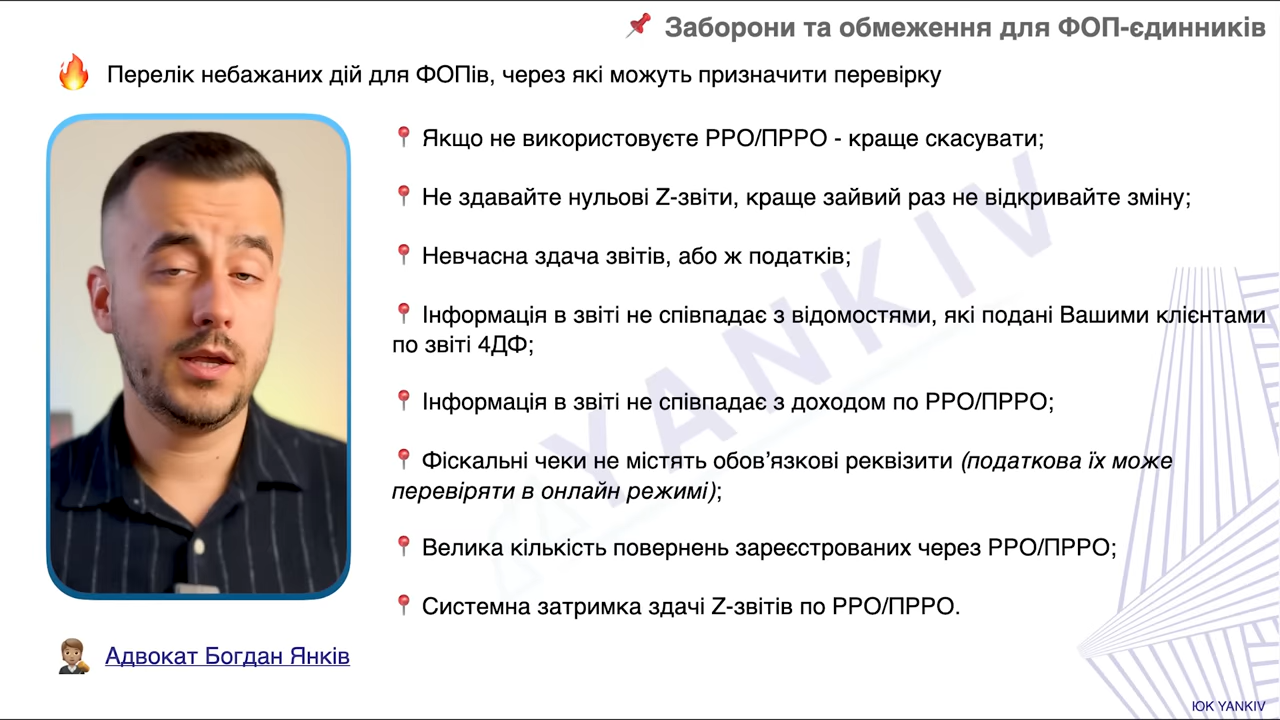 Заборони та обмеження для ФОП-єдинників
Перелік небажаних дій для ФОПів, через які можуть призначити перевірку
Якщо не використовуєте РРО/ПРРО - краще скасувати;
Не здавайте нульові Z-звіти, краще зайвий раз не відкривайте зміну;
Невчасна здача звітів, або ж податків;
Інформація в звіті не співпадає з відомостями, які подані Вашими клієнтами
по звіті 4ДФ;
Інформація в звіті не співпадає з доходом по РРО/ПРРО;
Фіскальні чеки не містять обов’язкові реквізити (податкова їх може
перевіряти в онлайн режимі);
Велика кількість повернень зареєстрованих через РРО/ПРРО;
Системна затримка здачі Z-звітів по РРО/ПРРО.
Адвокат Богдан Янків
YANKIV
ЮК YANKIV